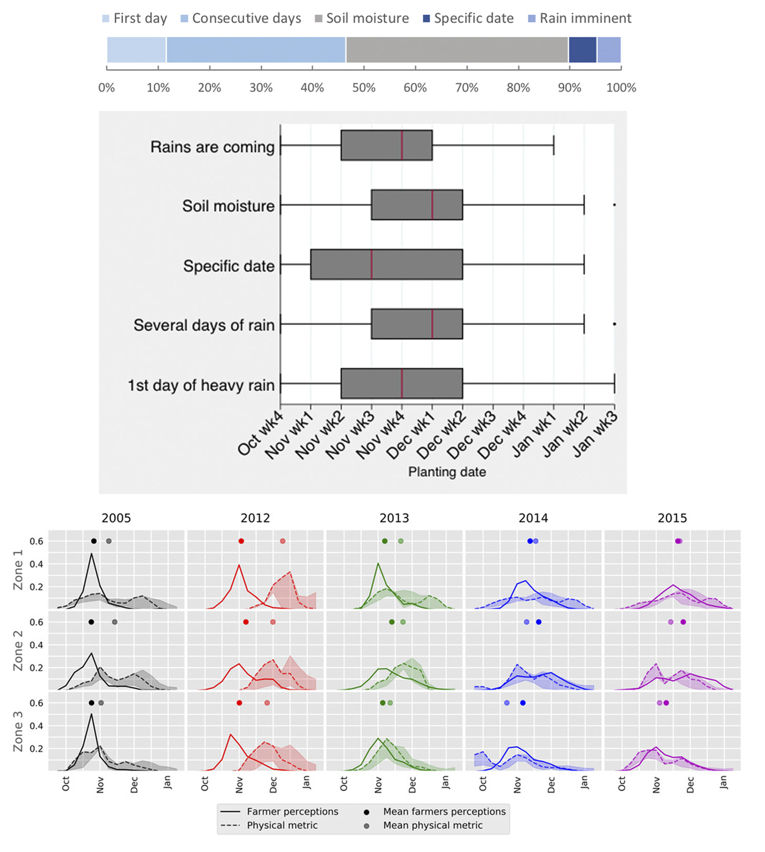 First day Consecutive days Soil moisture Specific date Rain imminent
0% 10% 20% 30% 40% 50% 60% 70% 80% 90% 100%
Rains are coming
Soil moisture
Specific date
Several days of rain
1st day of heavy rain
Oct wk4 Nov wk1 Nov wk2 Nov wk3 Nov wk4 Dec wk1 Dec wk2 Dec wk3 Dec wk4 Jan wk1 Jan wk2 Jan wk3
Planting date
2005 2012 2013 2014 2015
Zone 1
0.6
0.4
0.2
Zone 2
0.6
0.4
0.2
Zone 3
0.6
0.4
0.2
Oct Nov Dec Jan Oct Nov Dec Jan Oct Nov Dec Jan Oct Nov Dec Jan Oct Nov Dec Jan
Farmer perceptions Mean farmers perceptions
Physical metric Mean physical metric